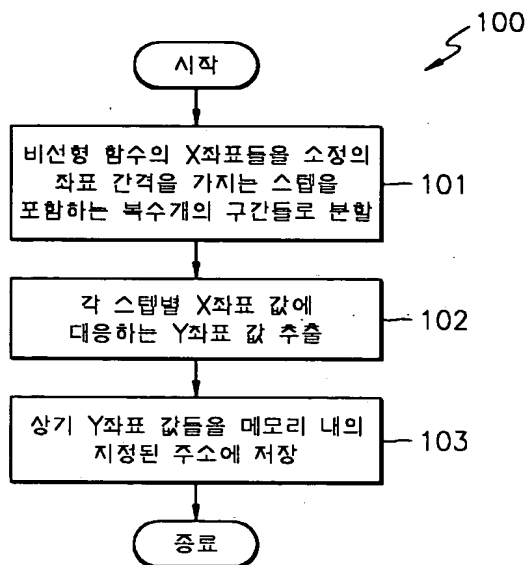 100
시작
비선형 함수의 X좌표들을 소정의
좌표 간격을 가지는 스텝을
포함하는 복수개의 구간들로 분할
101
각 스텝별 X좌표 값에
대응하는 Y좌표 값 추출
102
상기 Y좌표 값들을 메모리 내의
지정된 주소에 저장
103
종료